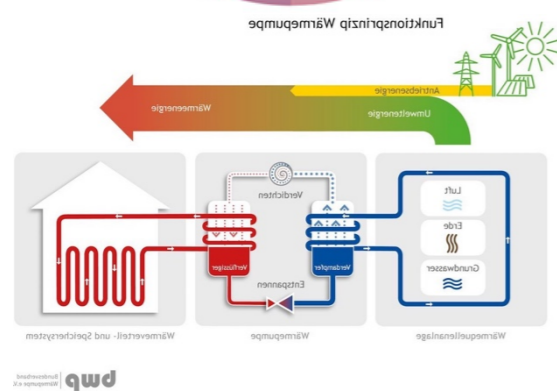 Funktionsprinzip Wärmepumpe
Antriebsenergie
Umweltenergie
Wärmeenergie
Luft
Erde
Grundwasser
Verdichten
Verdampfer
Verflüssiger
Entspannen
Wärmequellenanlage
Wärmepumpe
Wärmeverteil- und Speichersystem
bwp
Bundesverband
Wärmepumpe e.V.